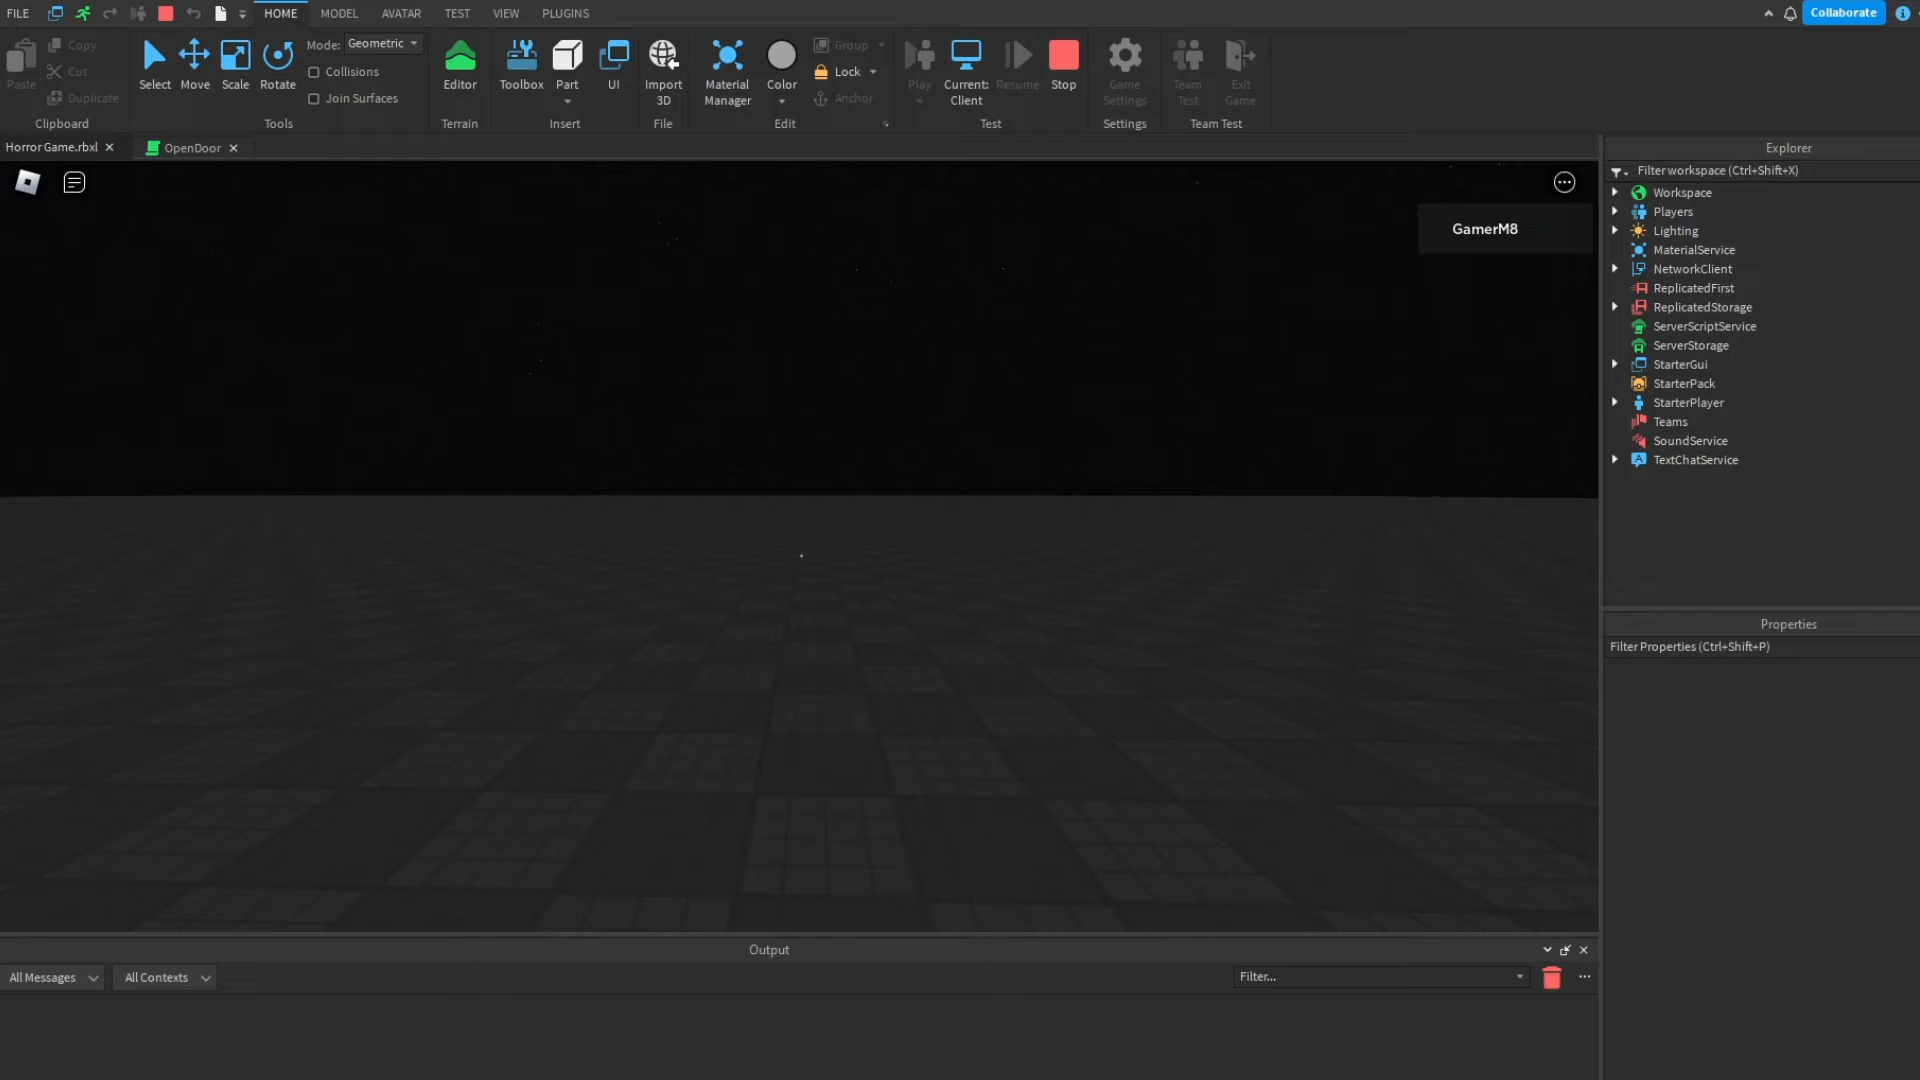 FILE HOME MODEL AVATAR TEST VIEW PLUGINS Collaborate
Paste Copy Cut Duplicate
Clipboard
Select Move Scale Rotate
Mode: Geometric
Collisions
Join Surfaces
Tools
Editor
Terrain
Toolbox Part UI
Insert
Import 3D
File
Material Manager Color
Group
Lock
Anchor
Edit
Play Current: Client Resume Stop
Test
Game Settings
Settings
Team Test Exit Game
Team Test
Horror Game.rbxl OpenDoor
GamerM8
Explorer
Filter workspace (Ctrl+Shift+X)
Workspace
Players
Lighting
MaterialService
NetworkClient
ReplicatedFirst
ReplicatedStorage
ServerScriptService
ServerStorage
StarterGui
StarterPack
StarterPlayer
Teams
SoundService
TextChatService
Properties
Filter Properties (Ctrl+Shift+P)
Output
All Messages All Contexts Filter...